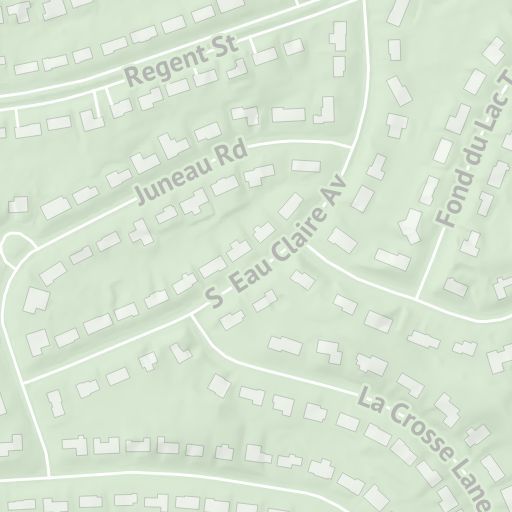 Regent St
Juneau Rd
Fond du Lac T
S Eau Claire Av
La Crosse Lane